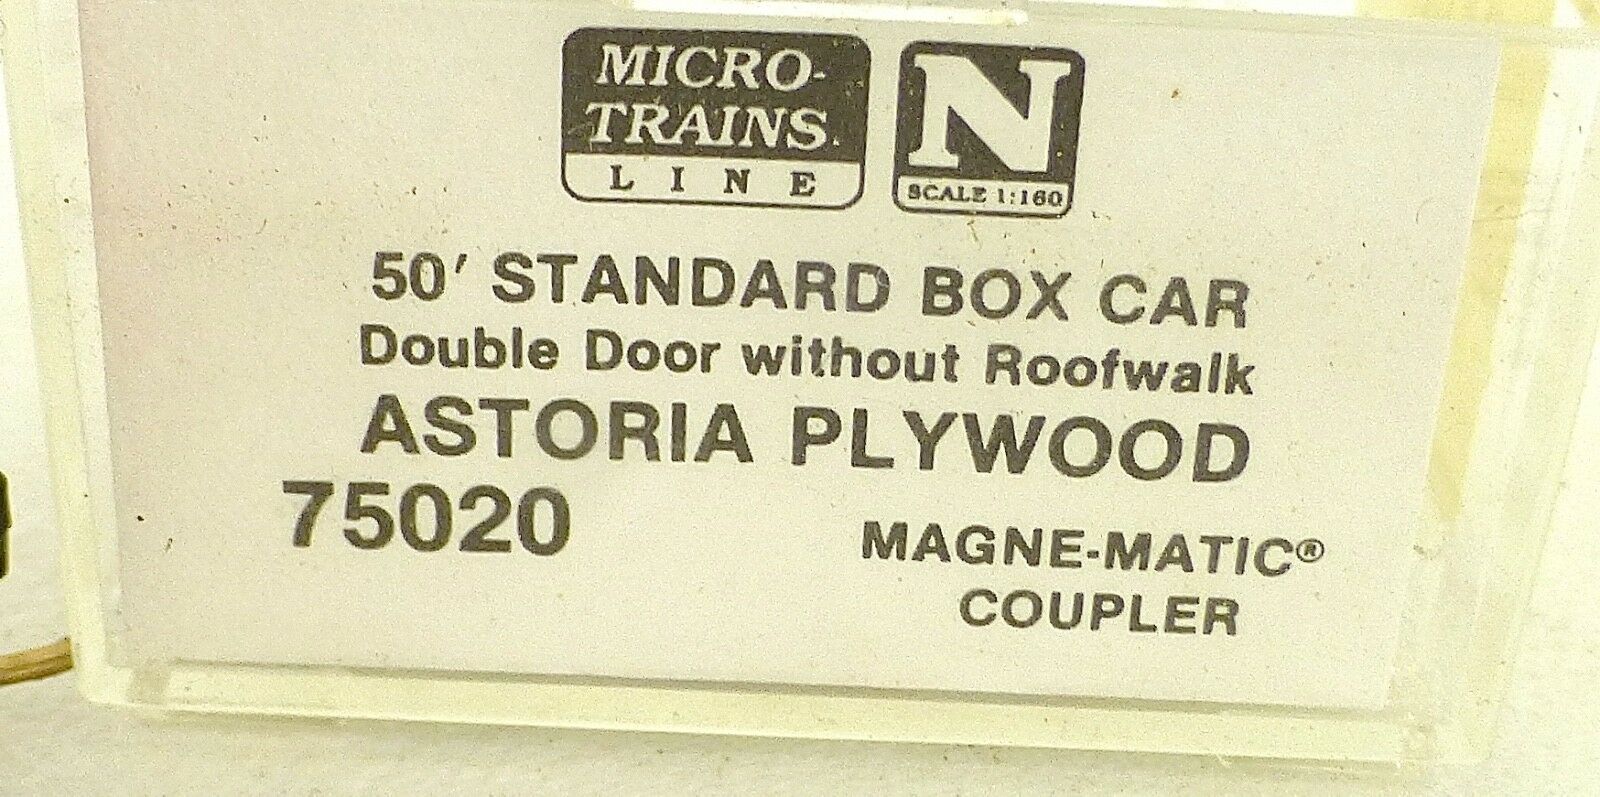 MICRO-
TRAINS
LINE
N
SCALE 1:160
50' STANDARD BOX CAR
Double Door without Roofwalk
ASTORIA PLYWOOD
75020
MAGNE-MATIC®
COUPLER